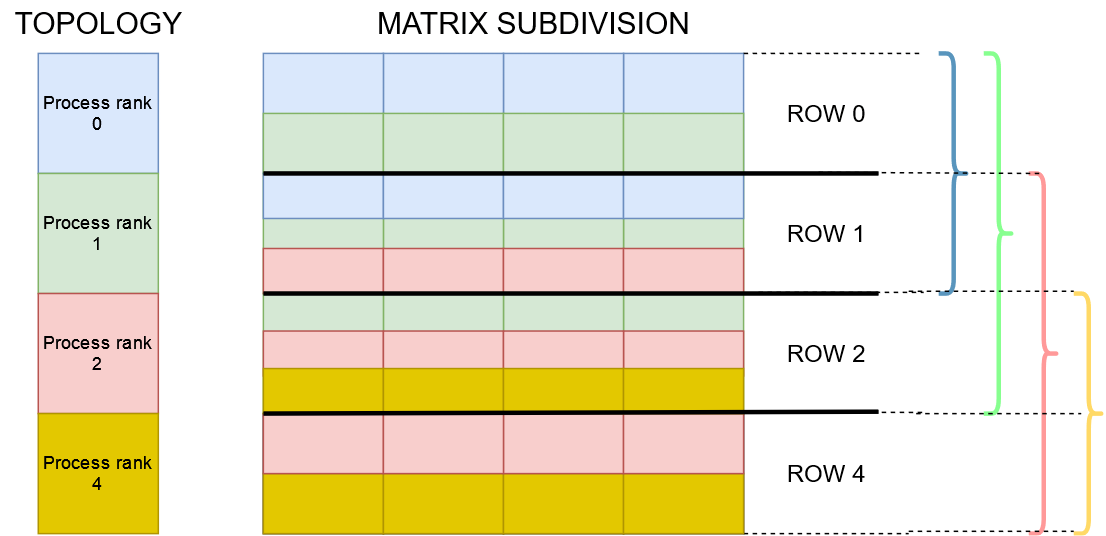 TOPOLOGY
MATRIX SUBDIVISION
Process rank
0
ROW 0
Process rank
1
ROW 1
Process rank
2
ROW 2
Process rank
4
ROW 4